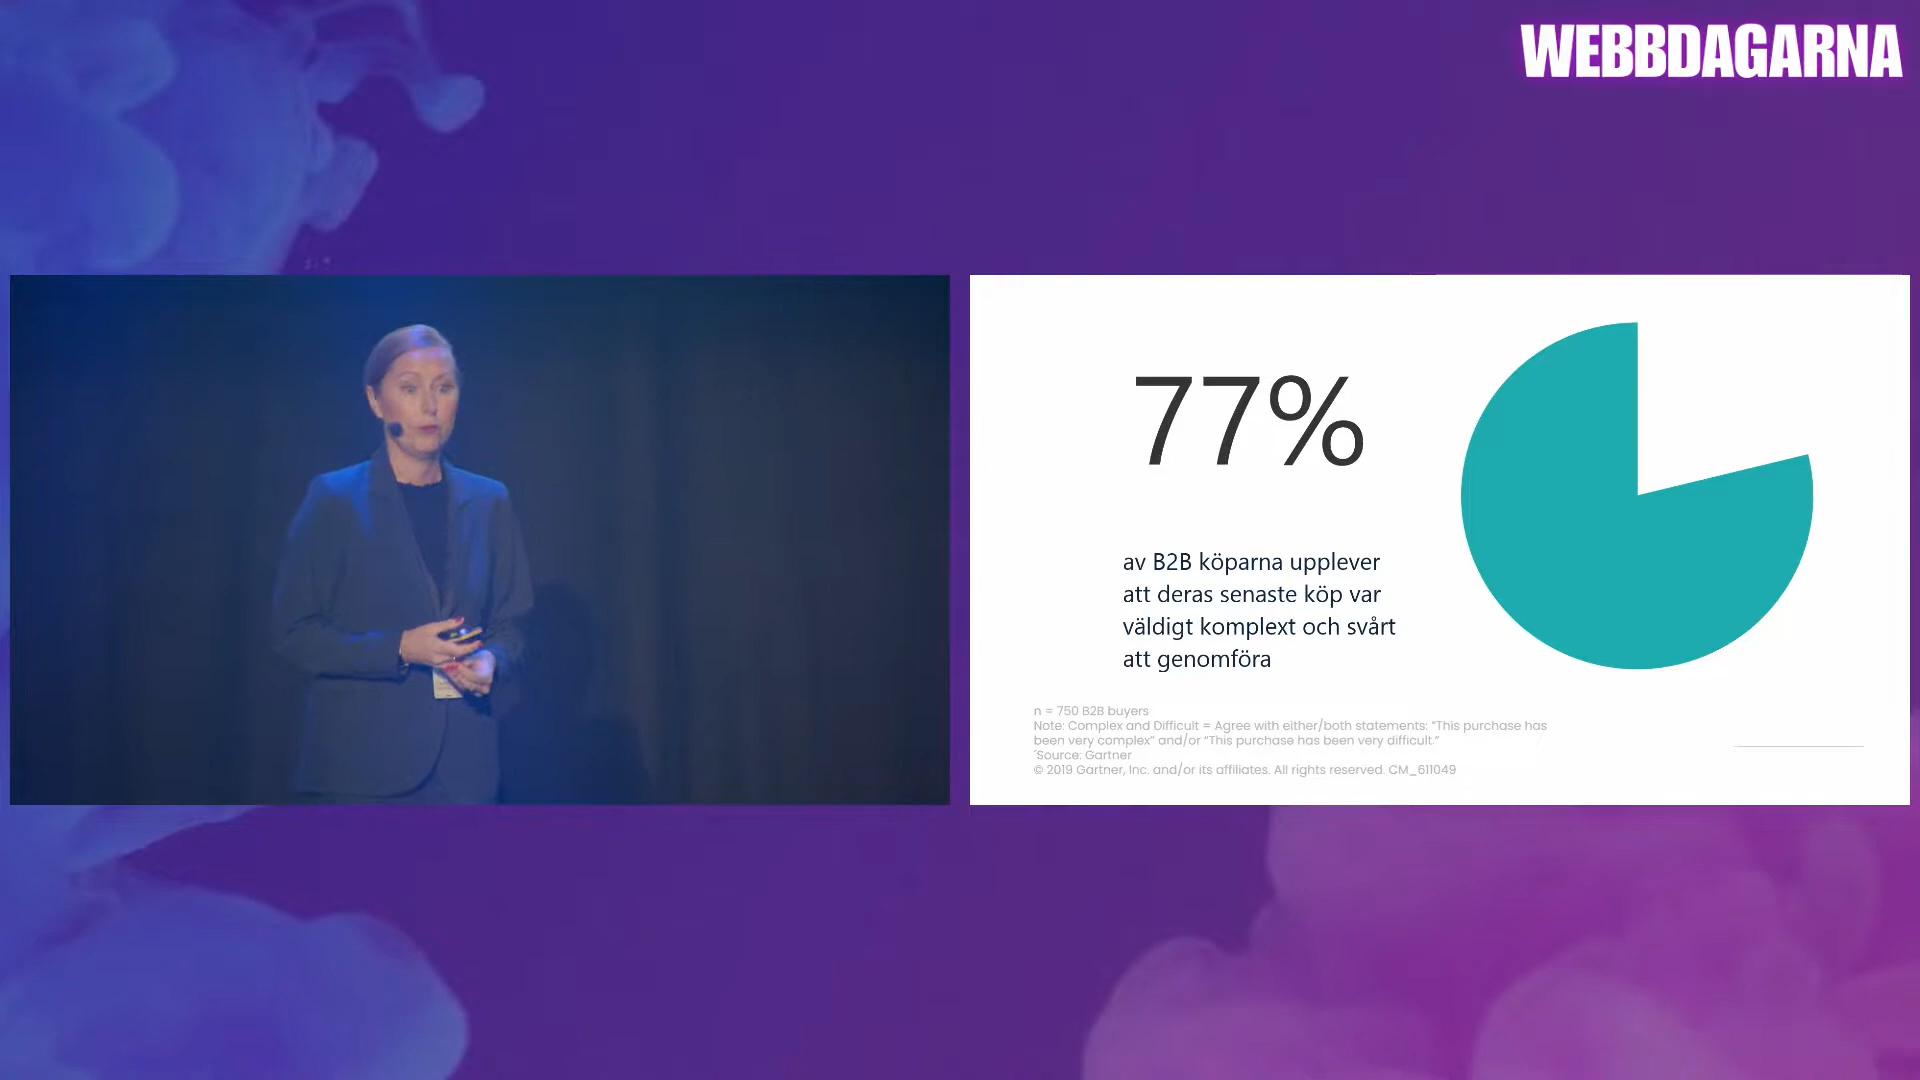 WEBBDAGARNA
77%
av B2B köparna upplever
att deras senaste köp var
väldigt komplext och svårt
att genomföra
n = 750 B2B buyers
Note: Complex and Difficult = Agree with either/both statements: “This purchase has
been very complex” and/or “This purchase has been very difficult.”
´Source: Gartner
© 2019 Gartner, Inc. and/or its affiliates. All rights reserved. CM_611049